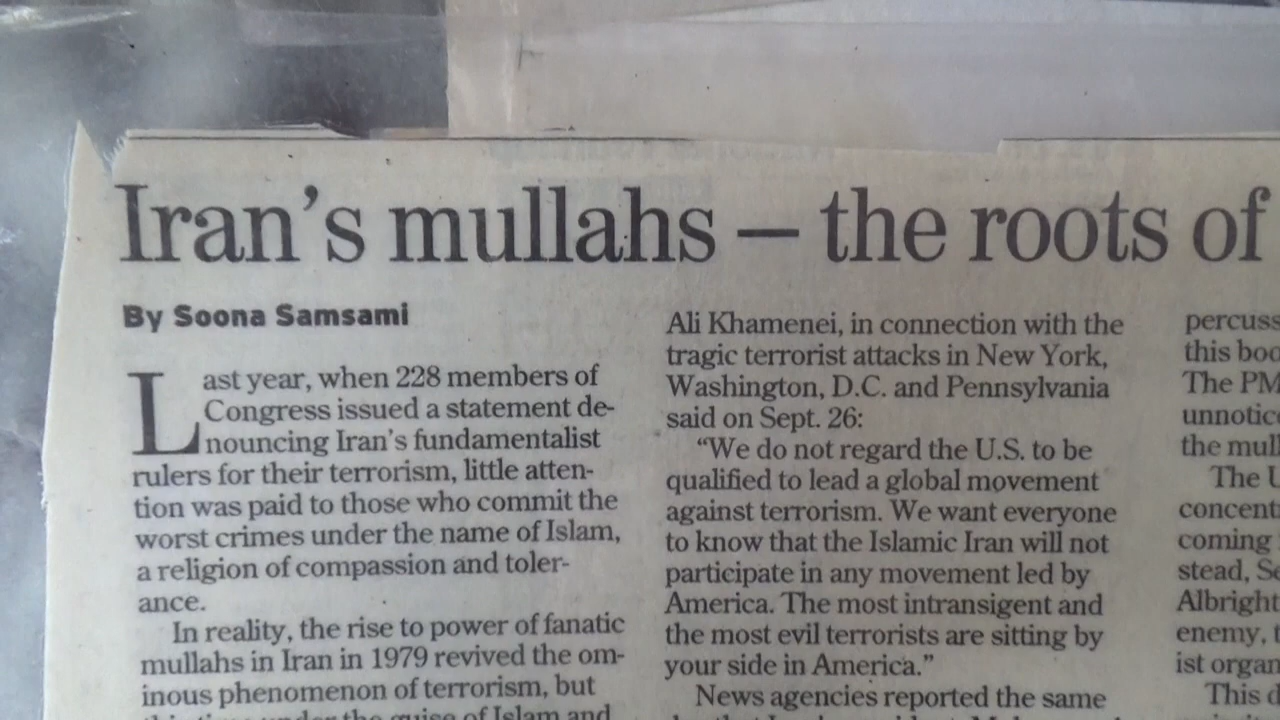 Iran's mullahs – the roots of
By Soona Samsami
Last year, when 228 members of
Congress issued a statement de-
nouncing Iran's fundamentalist
rulers for their terrorism, little atten-
tion was paid to those who commit the
worst crimes under the name of Islam,
a religion of compassion and toler-
ance.
In reality, the rise to power of fanatic
mullahs in Iran in 1979 revived the om-
inous phenomenon of terrorism, but
under the guise of Islam and
Ali Khamenei, in connection with the
tragic terrorist attacks in New York,
Washington, D.C. and Pennsylvania
said on Sept. 26:
"We do not regard the U.S. to be
qualified to lead a global movement
against terrorism. We want everyone
to know that the Islamic Iran will not
participate in any movement led by
America. The most intransigent and
the most evil terrorists are sitting by
your side in America."
News agencies reported the same
percuss
this boo
The PM
unnotic
the mul
The U
concent
coming
stead, Se
Albright
enemy, t
ist organ
This d